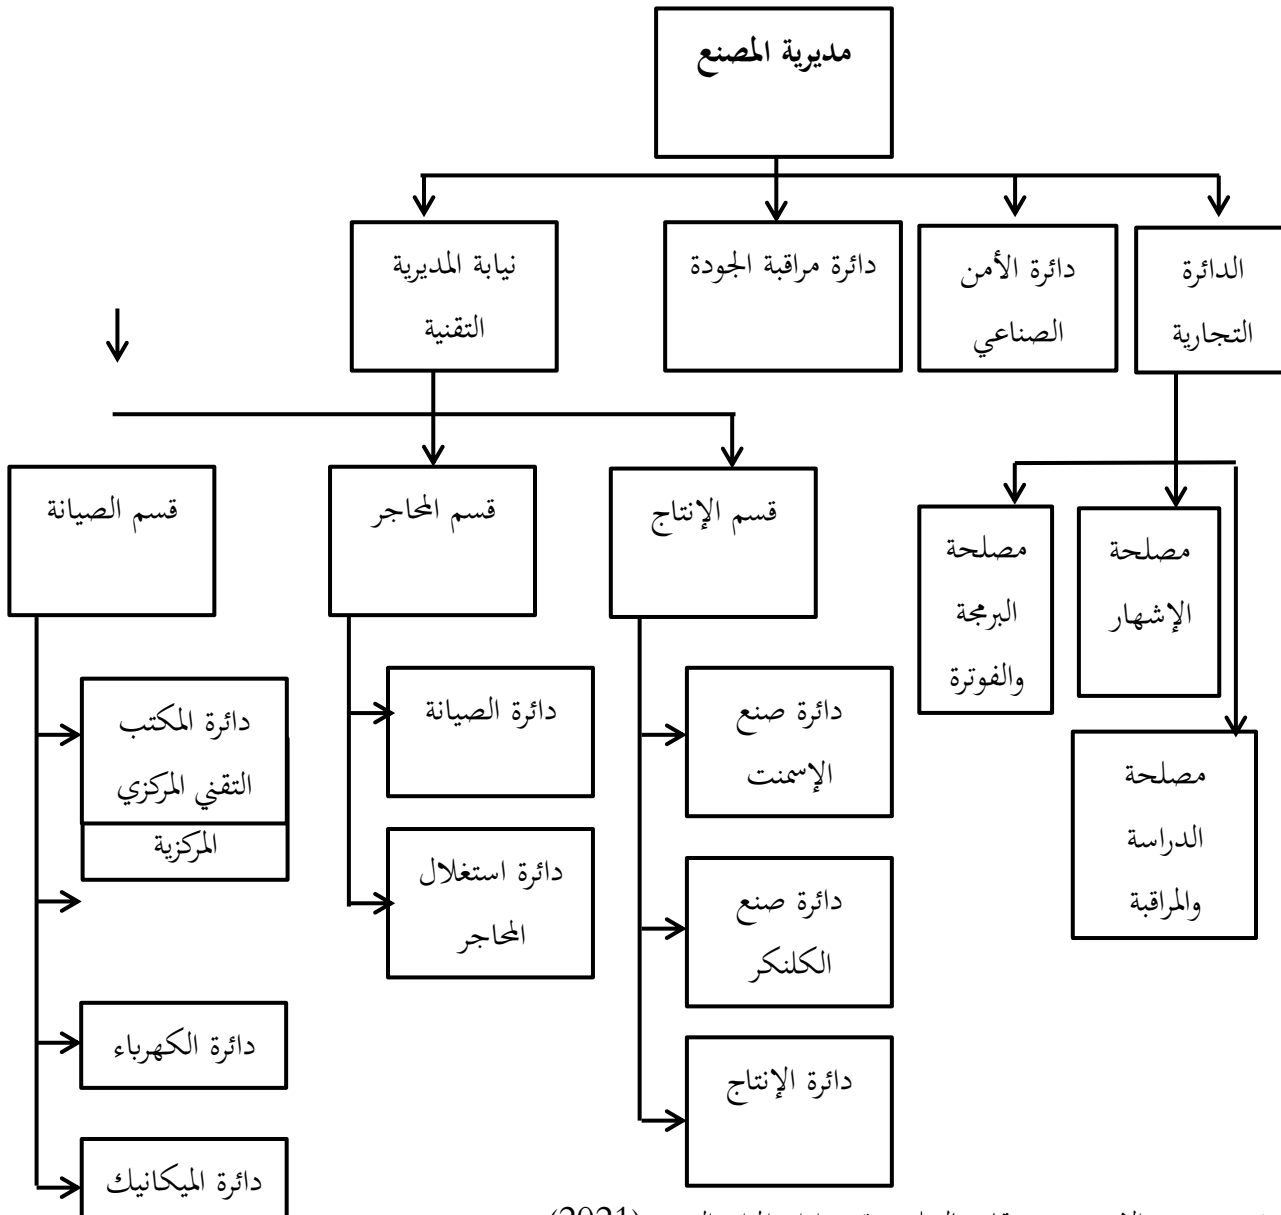 مديرية المصنع
الدائرة
التجارية
دائرة الأمن
الصناعي
دائرة مراقبة الجودة
نيابة المديرية
التقنية
قسم الإنتاج
قسم المحاجر
قسم الصيانة
مصلحة
الإشهار
مصلحة
البرمجة
والفوترة
مصلحة
الدراسة
والمراقبة
دائرة صنع
الإسمنت
دائرة صنع
الكلنكر
دائرة الإنتاج
دائرة الصيانة
دائرة استغلال
المحاجر
دائرة المكتب
التقني المركزي
المركزية
دائرة الكهرباء
دائرة الميكانيك
(2021)